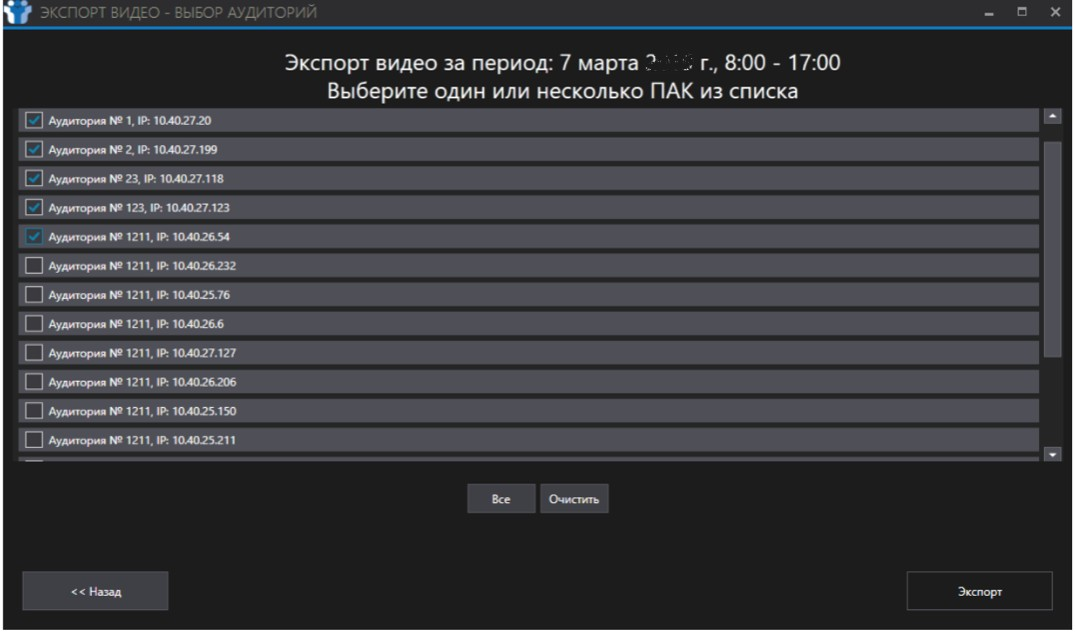 ЭКСПОРТ ВИДЕО - ВЫБОР АУДИТОРИЙ
Экспорт видео за период: 7 марта г., 8:00 - 17:00
Выберите один или несколько ПАК из списка
Аудитория № 1, IP: 10.40.27.20
Аудитория № 2, IP: 10.40.27.199
Аудитория № 23, IP: 10.40.27.118
Аудитория № 123, IP: 10.40.27.123
Аудитория № 1211, IP: 10.40.26.54
Аудитория № 1211, IP: 10.40.26.232
Аудитория № 1211, IP: 10.40.25.76
Аудитория № 1211, IP: 10.40.26.6
Аудитория № 1211, IP: 10.40.27.127
Аудитория № 1211, IP: 10.40.26.206
Аудитория № 1211, IP: 10.40.25.150
Аудитория № 1211, IP: 10.40.25.211
Все Очистить
<< Назад Экспорт